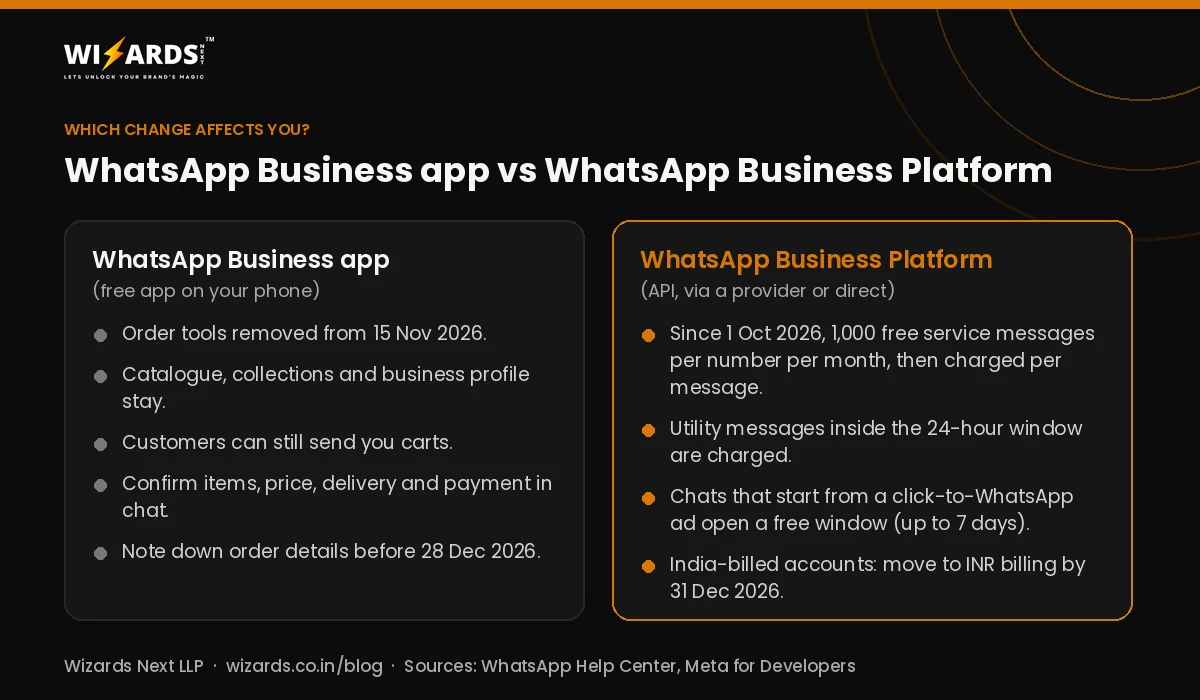 WIZARDS NEXT ™
LETS UNLOCK YOUR BRAND'S MAGIC
WHICH CHANGE AFFECTS YOU?
WhatsApp Business app vs WhatsApp Business Platform
WhatsApp Business app
(free app on your phone)
Order tools removed from 15 Nov 2026.
Catalogue, collections and business profile
stay.
Customers can still send you carts.
Confirm items, price, delivery and payment in
chat.
Note down order details before 28 Dec 2026.
WhatsApp Business Platform
(API, via a provider or direct)
Since 1 Oct 2026, 1,000 free service messages
per number per month, then charged per
message.
Utility messages inside the 24-hour window
are charged.
Chats that start from a click-to-WhatsApp
ad open a free window (up to 7 days).
India-billed accounts: move to INR billing by
31 Dec 2026.
Wizards Next LLP · wizards.co.in/blog · Sources: WhatsApp Help Center, Meta for Developers